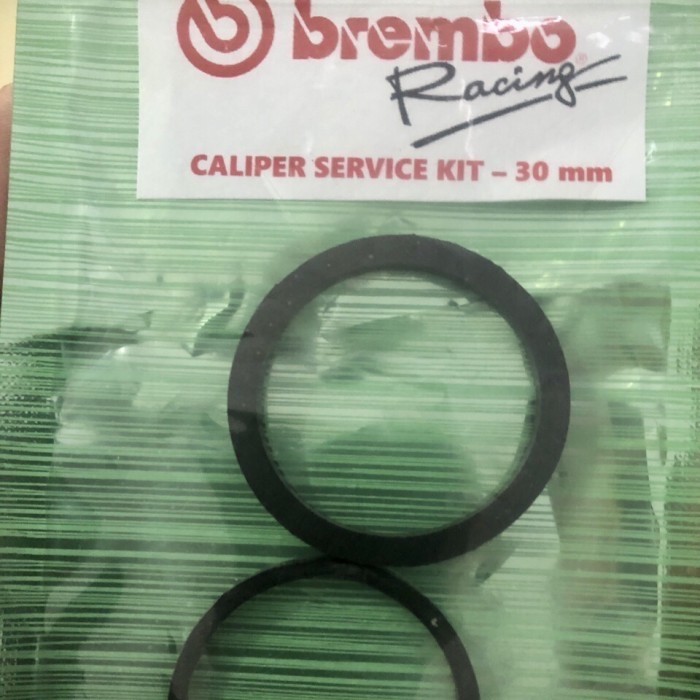 brembo
Racing
CALIPER SERVICE KIT – 30 mm